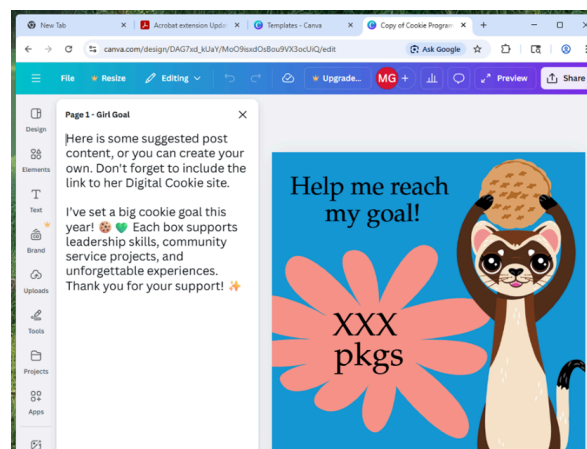 New Tab
Acrobat extension Upda
Templates - Canva
Copy of Cookie Program
canva.com/design/DAG7xd_kUaY/MoO9isxdOsBou9VX3ocUiQ/edit
Ask Google
File
Resize
Editing
Upgrade...
MG
Preview
Share
Design
Elements
Text
Brand
Uploads
Tools
Projects
Apps
Page 1 - Girl Goal
Here is some suggested post
content, or you can create your
own. Don't forget to include the
link to her Digital Cookie site.
I've set a big cookie goal this
year! 🍪 💚 Each box supports
leadership skills, community
service projects, and
unforgettable experiences.
Thank you for your support! ✨
Help me reach
my goal!
XXX
pkgs